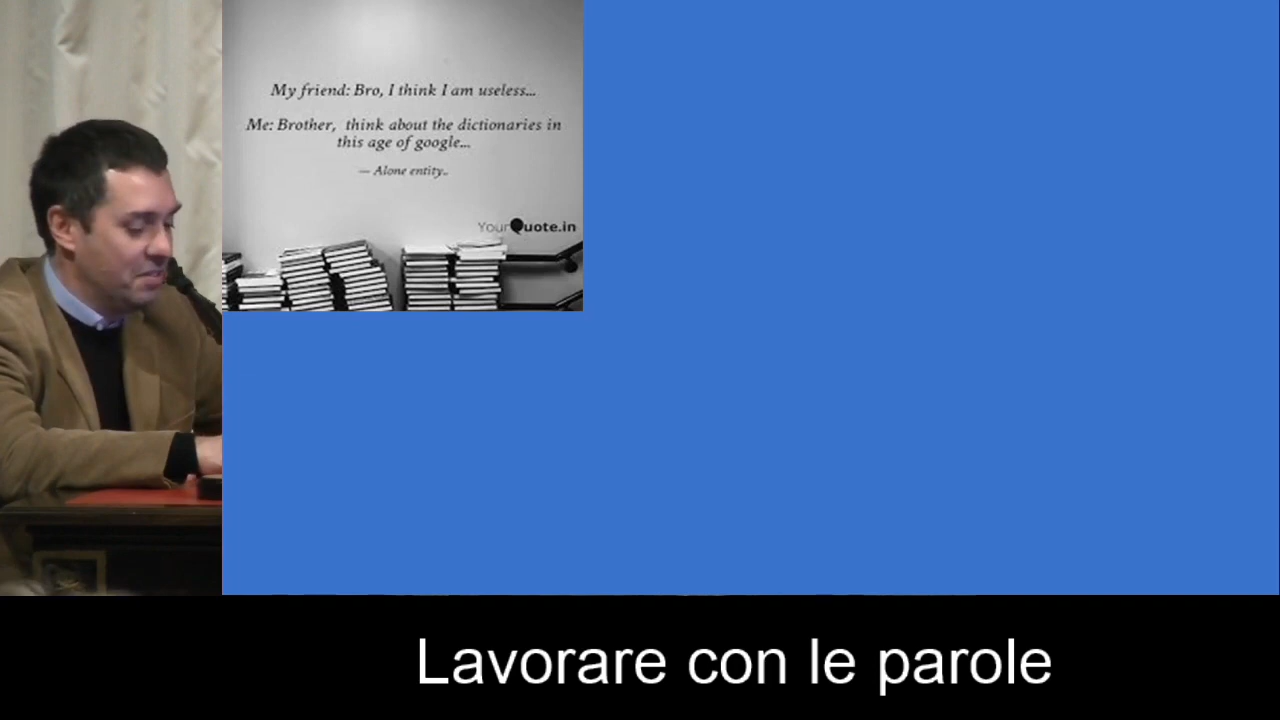 My friend: Bro, I think I am useless...
Me: Brother, think about the dictionaries in
this age of google...
— Alone entity..
YourQuote.in
Lavorare con le parole